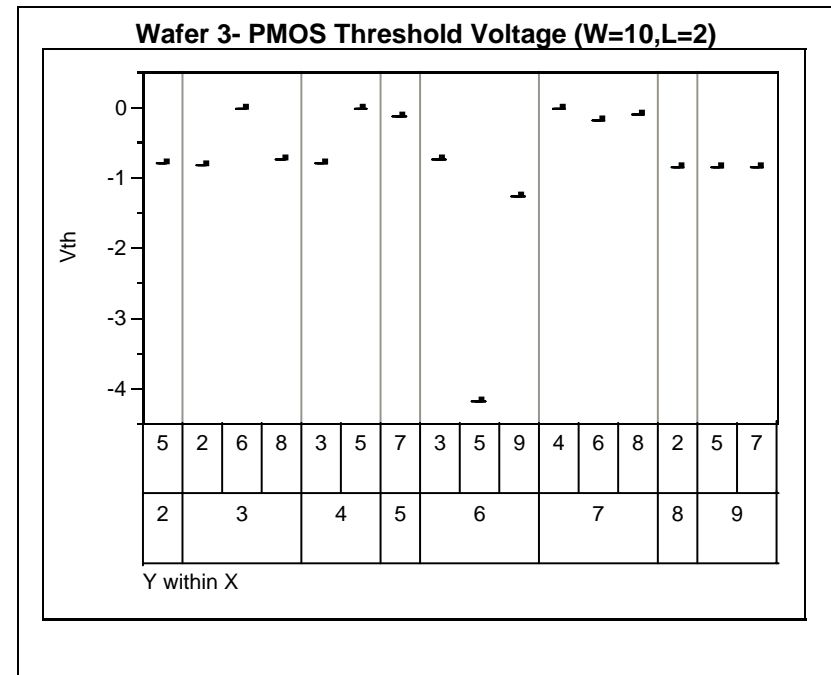 Wafer 3- PMOS Threshold Voltage (W=10,L=2)
0
-1
-2
-3
-4
Vth
5 2 6 8 3 5 7 3 5 9 4 6 8 2 5 7
2 3 4 5 6 7 8 9
Y within X